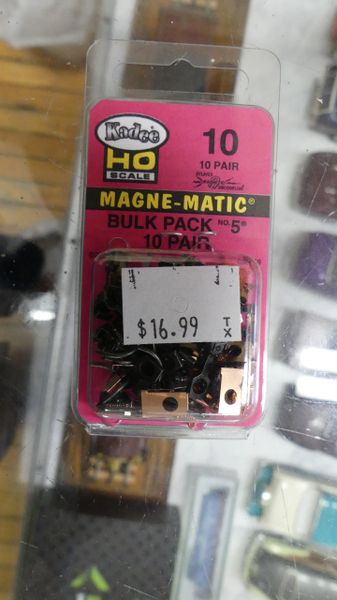 Kadee
HO
SCALE
10
10 PAIR
MAGNE-MATIC®
BULK PACK NO. 5®
10 PAIR
$16.99
TX